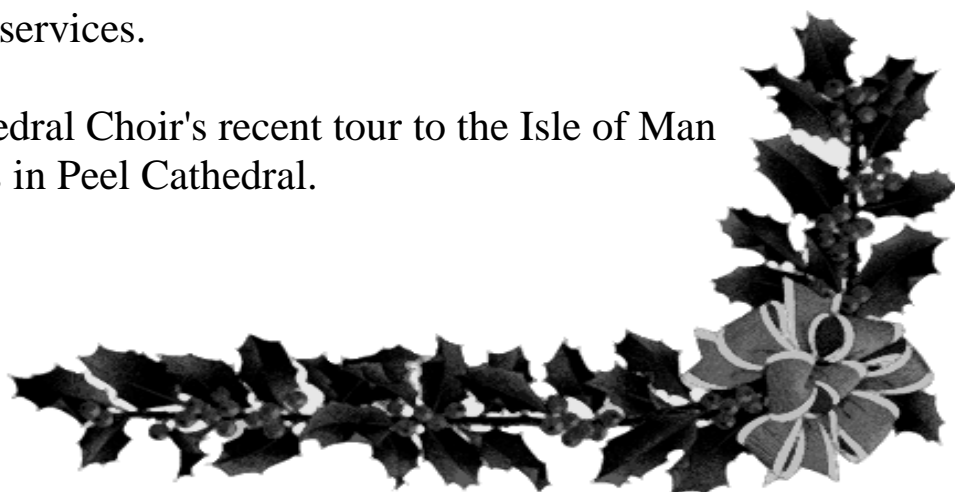 services.
edral Choir's recent tour to the Isle of Man
in Peel Cathedral.